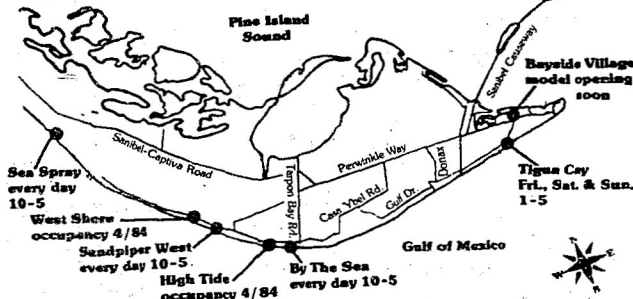 Pine Island
Sound
Sanibel Causeway
Bayside Village
model opening
soon
Sanibel-Captiva Road
Periwinkle Way
Tarpon Bay Rd.
Casa Ybel Rd.
Gulf Dr.
Donax
Sea Spray
every day
10-5
West Shore
occupancy 4/84
Sandpiper West
every day 10-5.
High Tide
occupancy 4/84
By The Sea
every day 10-5
Tigua Cay
Fri., Sat. & Sun.
1-5
Gulf of Mexico
N
E
W